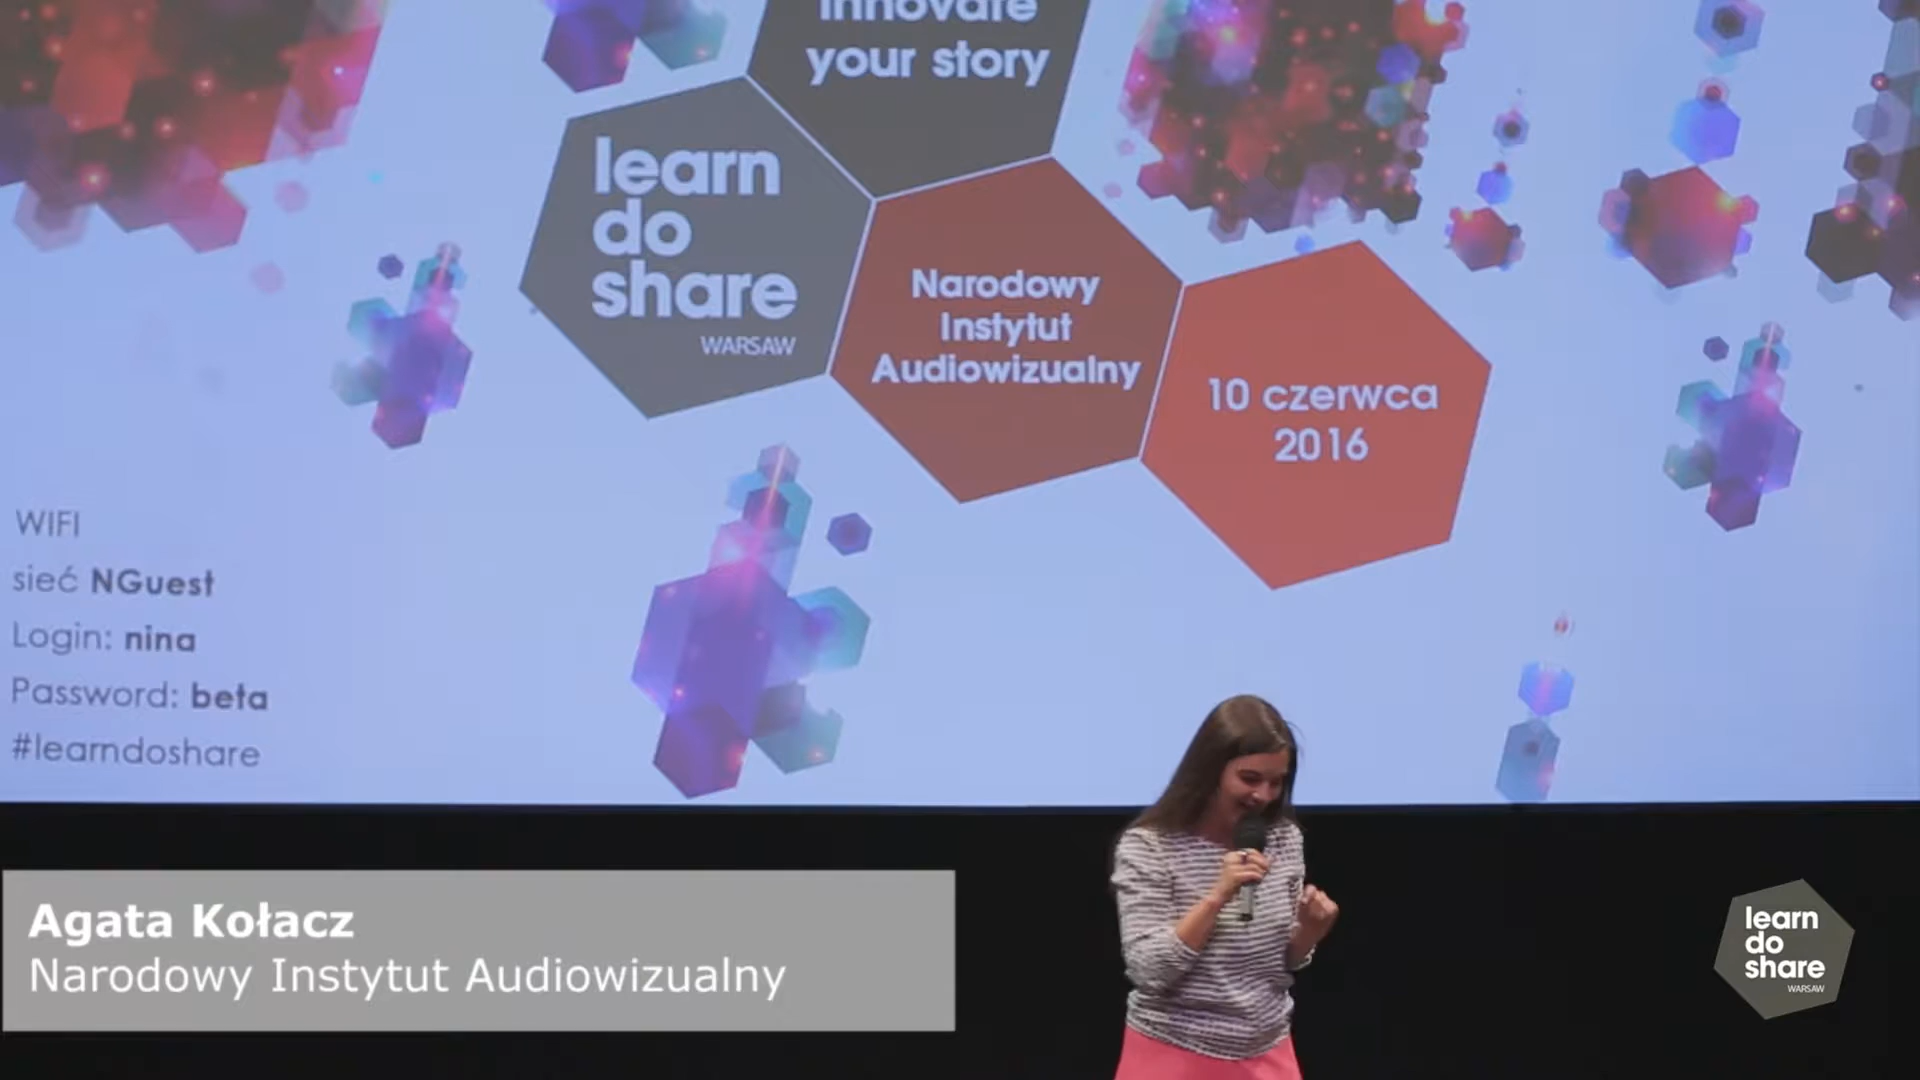 Innovate
your story
learn
do
share
WARSAW
Narodowy
Instytut
Audiowizualny
10 czerwca
2016
WIFI
sieć NGuest
Login: nina
Password: beta
#learndoshare
Agata Kołacz
Narodowy Instytut Audiowizualny
learn
do
share
WARSAW